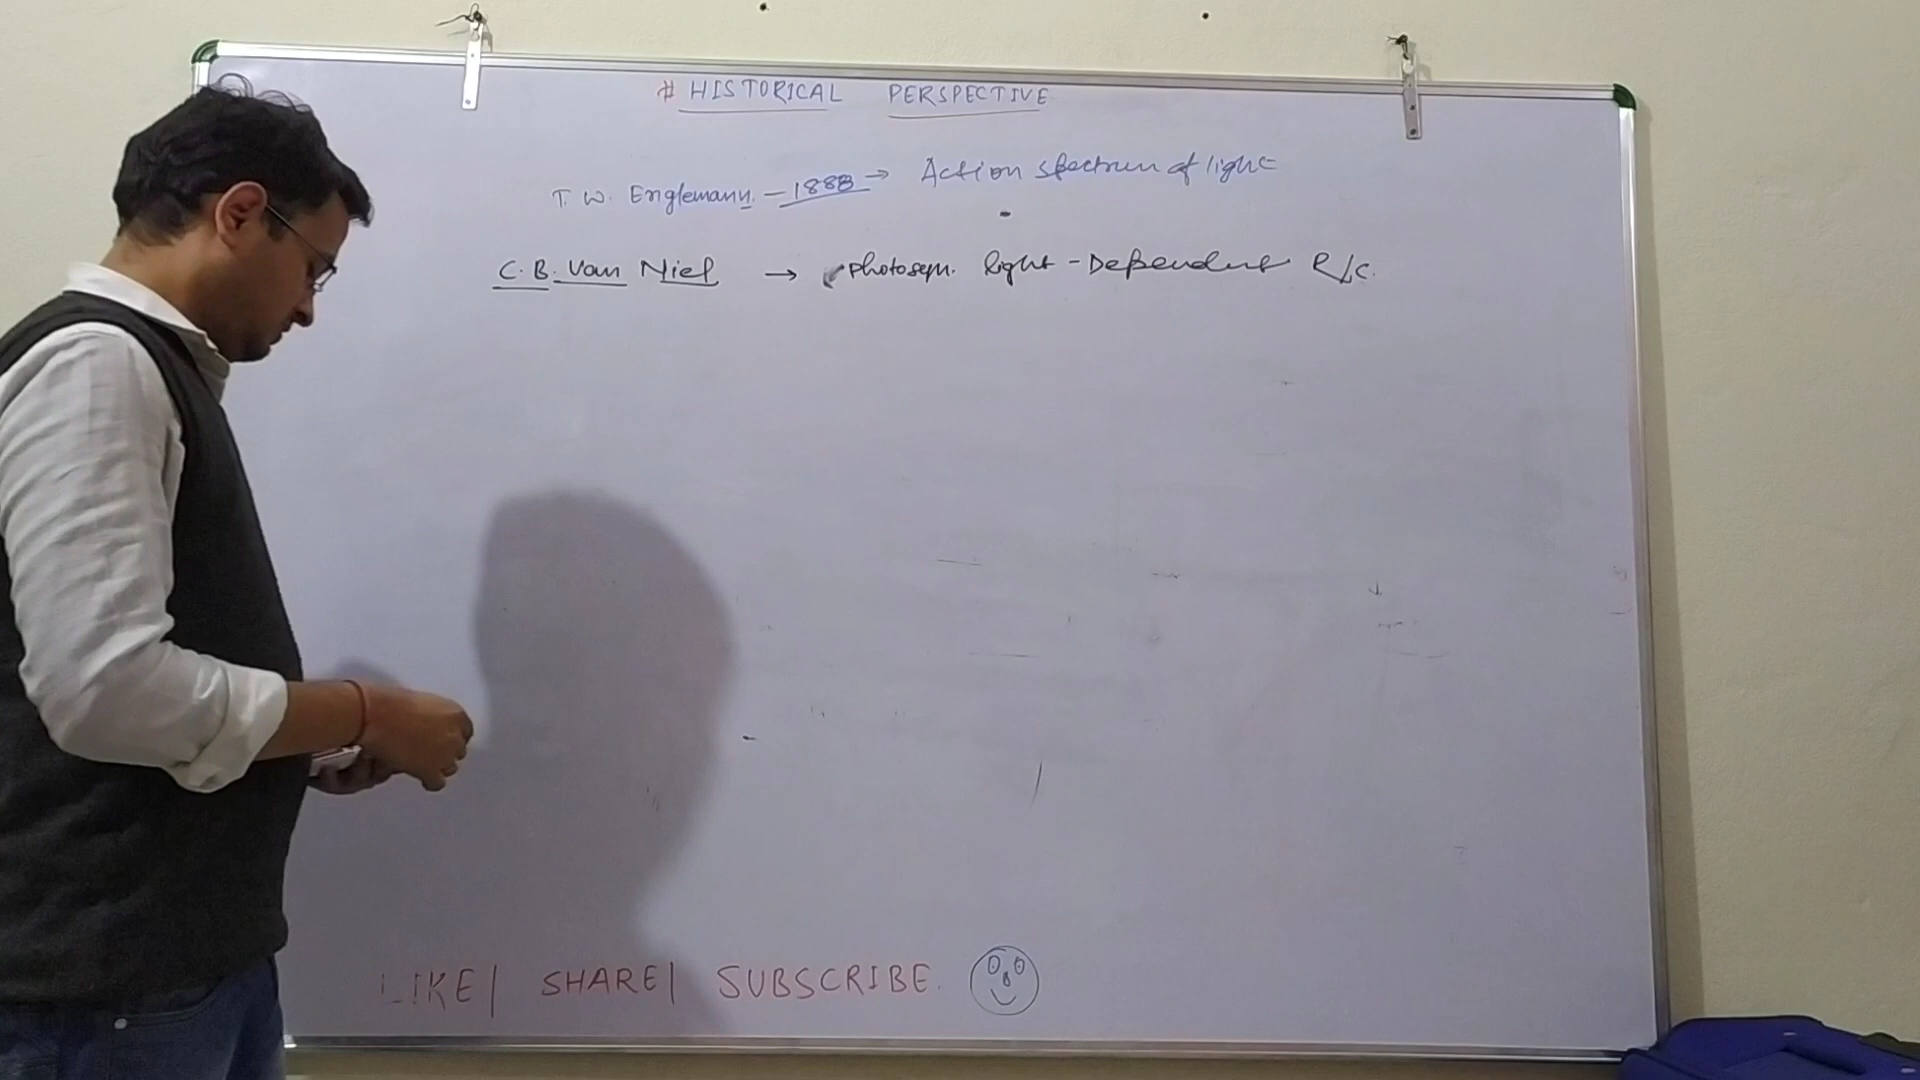 # HISTORICAL PERSPECTIVE
T. W. Englemann - 1888 → Action spectrum of light
C. B. Van Niel → Photosyn. light - Dependent R/c.
LIKE | SHARE | SUBSCRIBE.